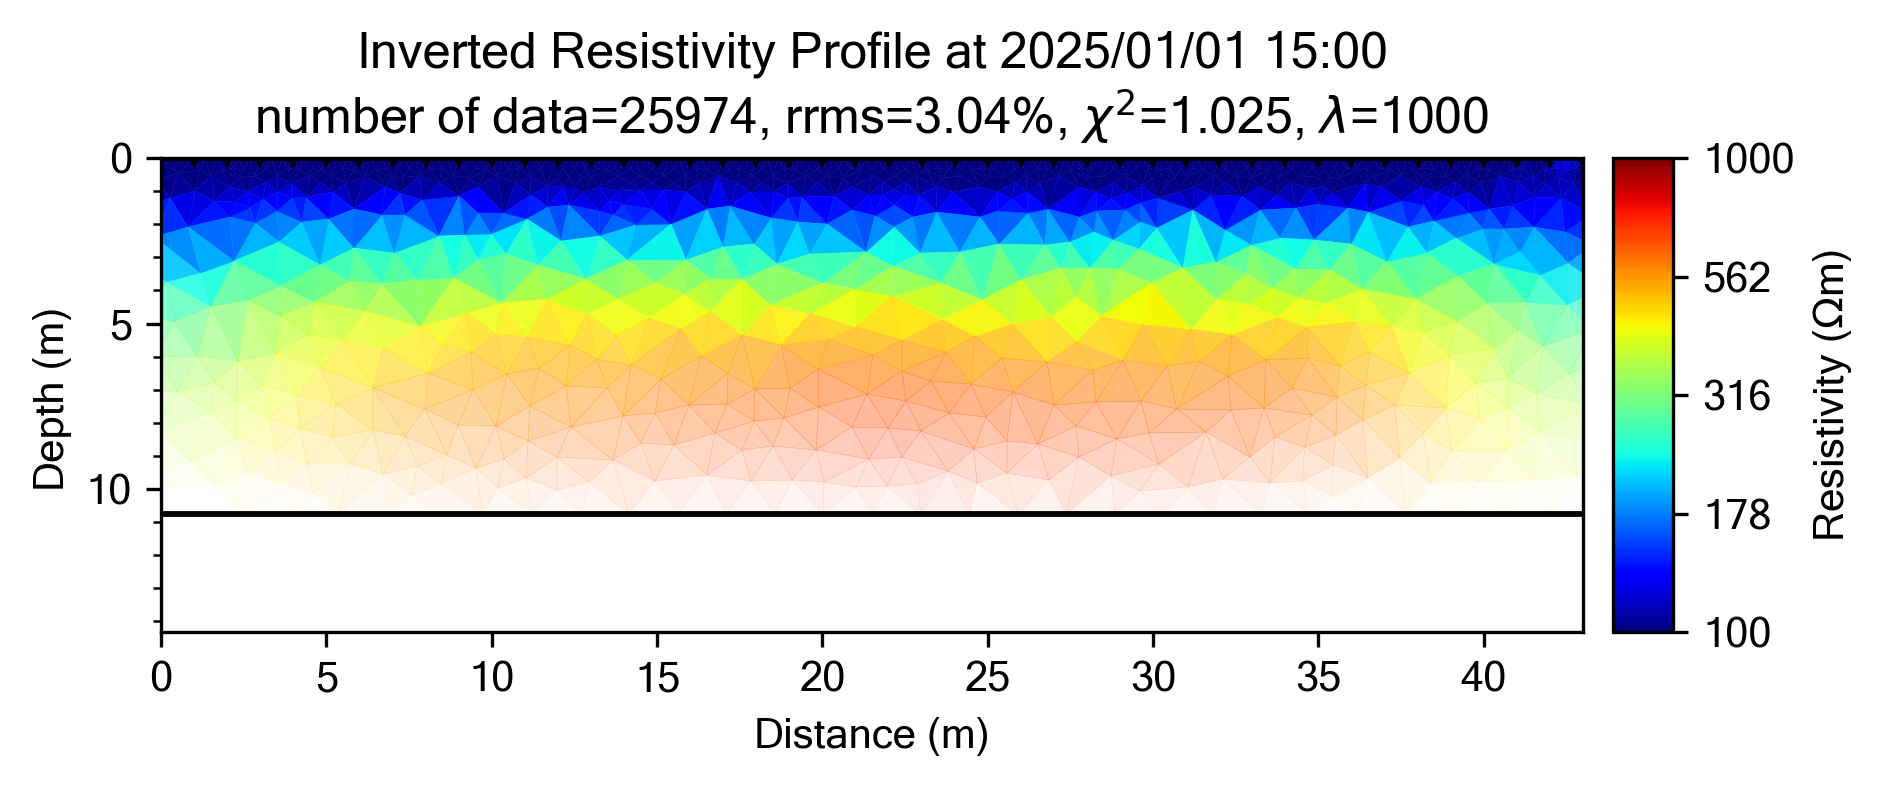 Inverted Resistivity Profile at 2025/01/01 15:00
number of data=25974, rrms=3.04%, χ²=1.025, λ=1000
0
5
10
Depth (m)
0 5 10 15 20 25 30 35 40
Distance (m)
1000
562
316
178
100
Resistivity (Ωm)